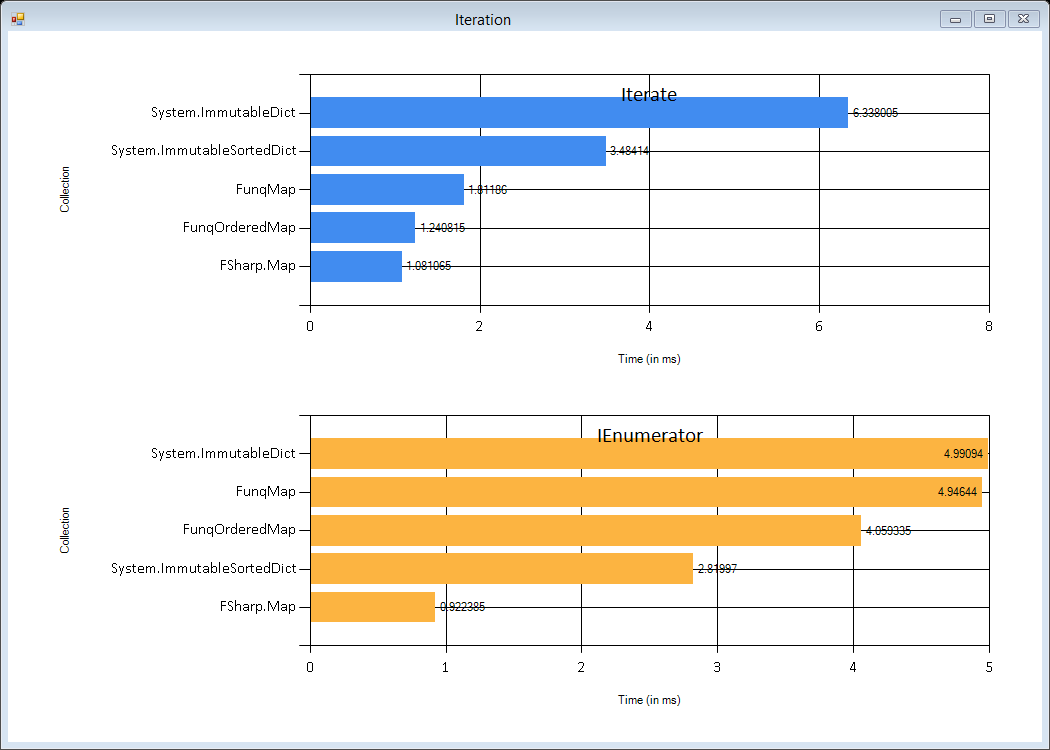 Iteration
Iterate
System.ImmutableDict 6.338005
System.ImmutableSortedDict 3.48414
FunqMap 1.81186
FunqOrderedMap 1.240815
FSharp.Map 1.081065
Collection
0 2 4 6 8
Time (in ms)
IEnumerator
System.ImmutableDict 4.99094
FunqMap 4.94644
FunqOrderedMap 4.059335
System.ImmutableSortedDict 2.81997
FSharp.Map 0.922385
Collection
0 1 2 3 4 5
Time (in ms)